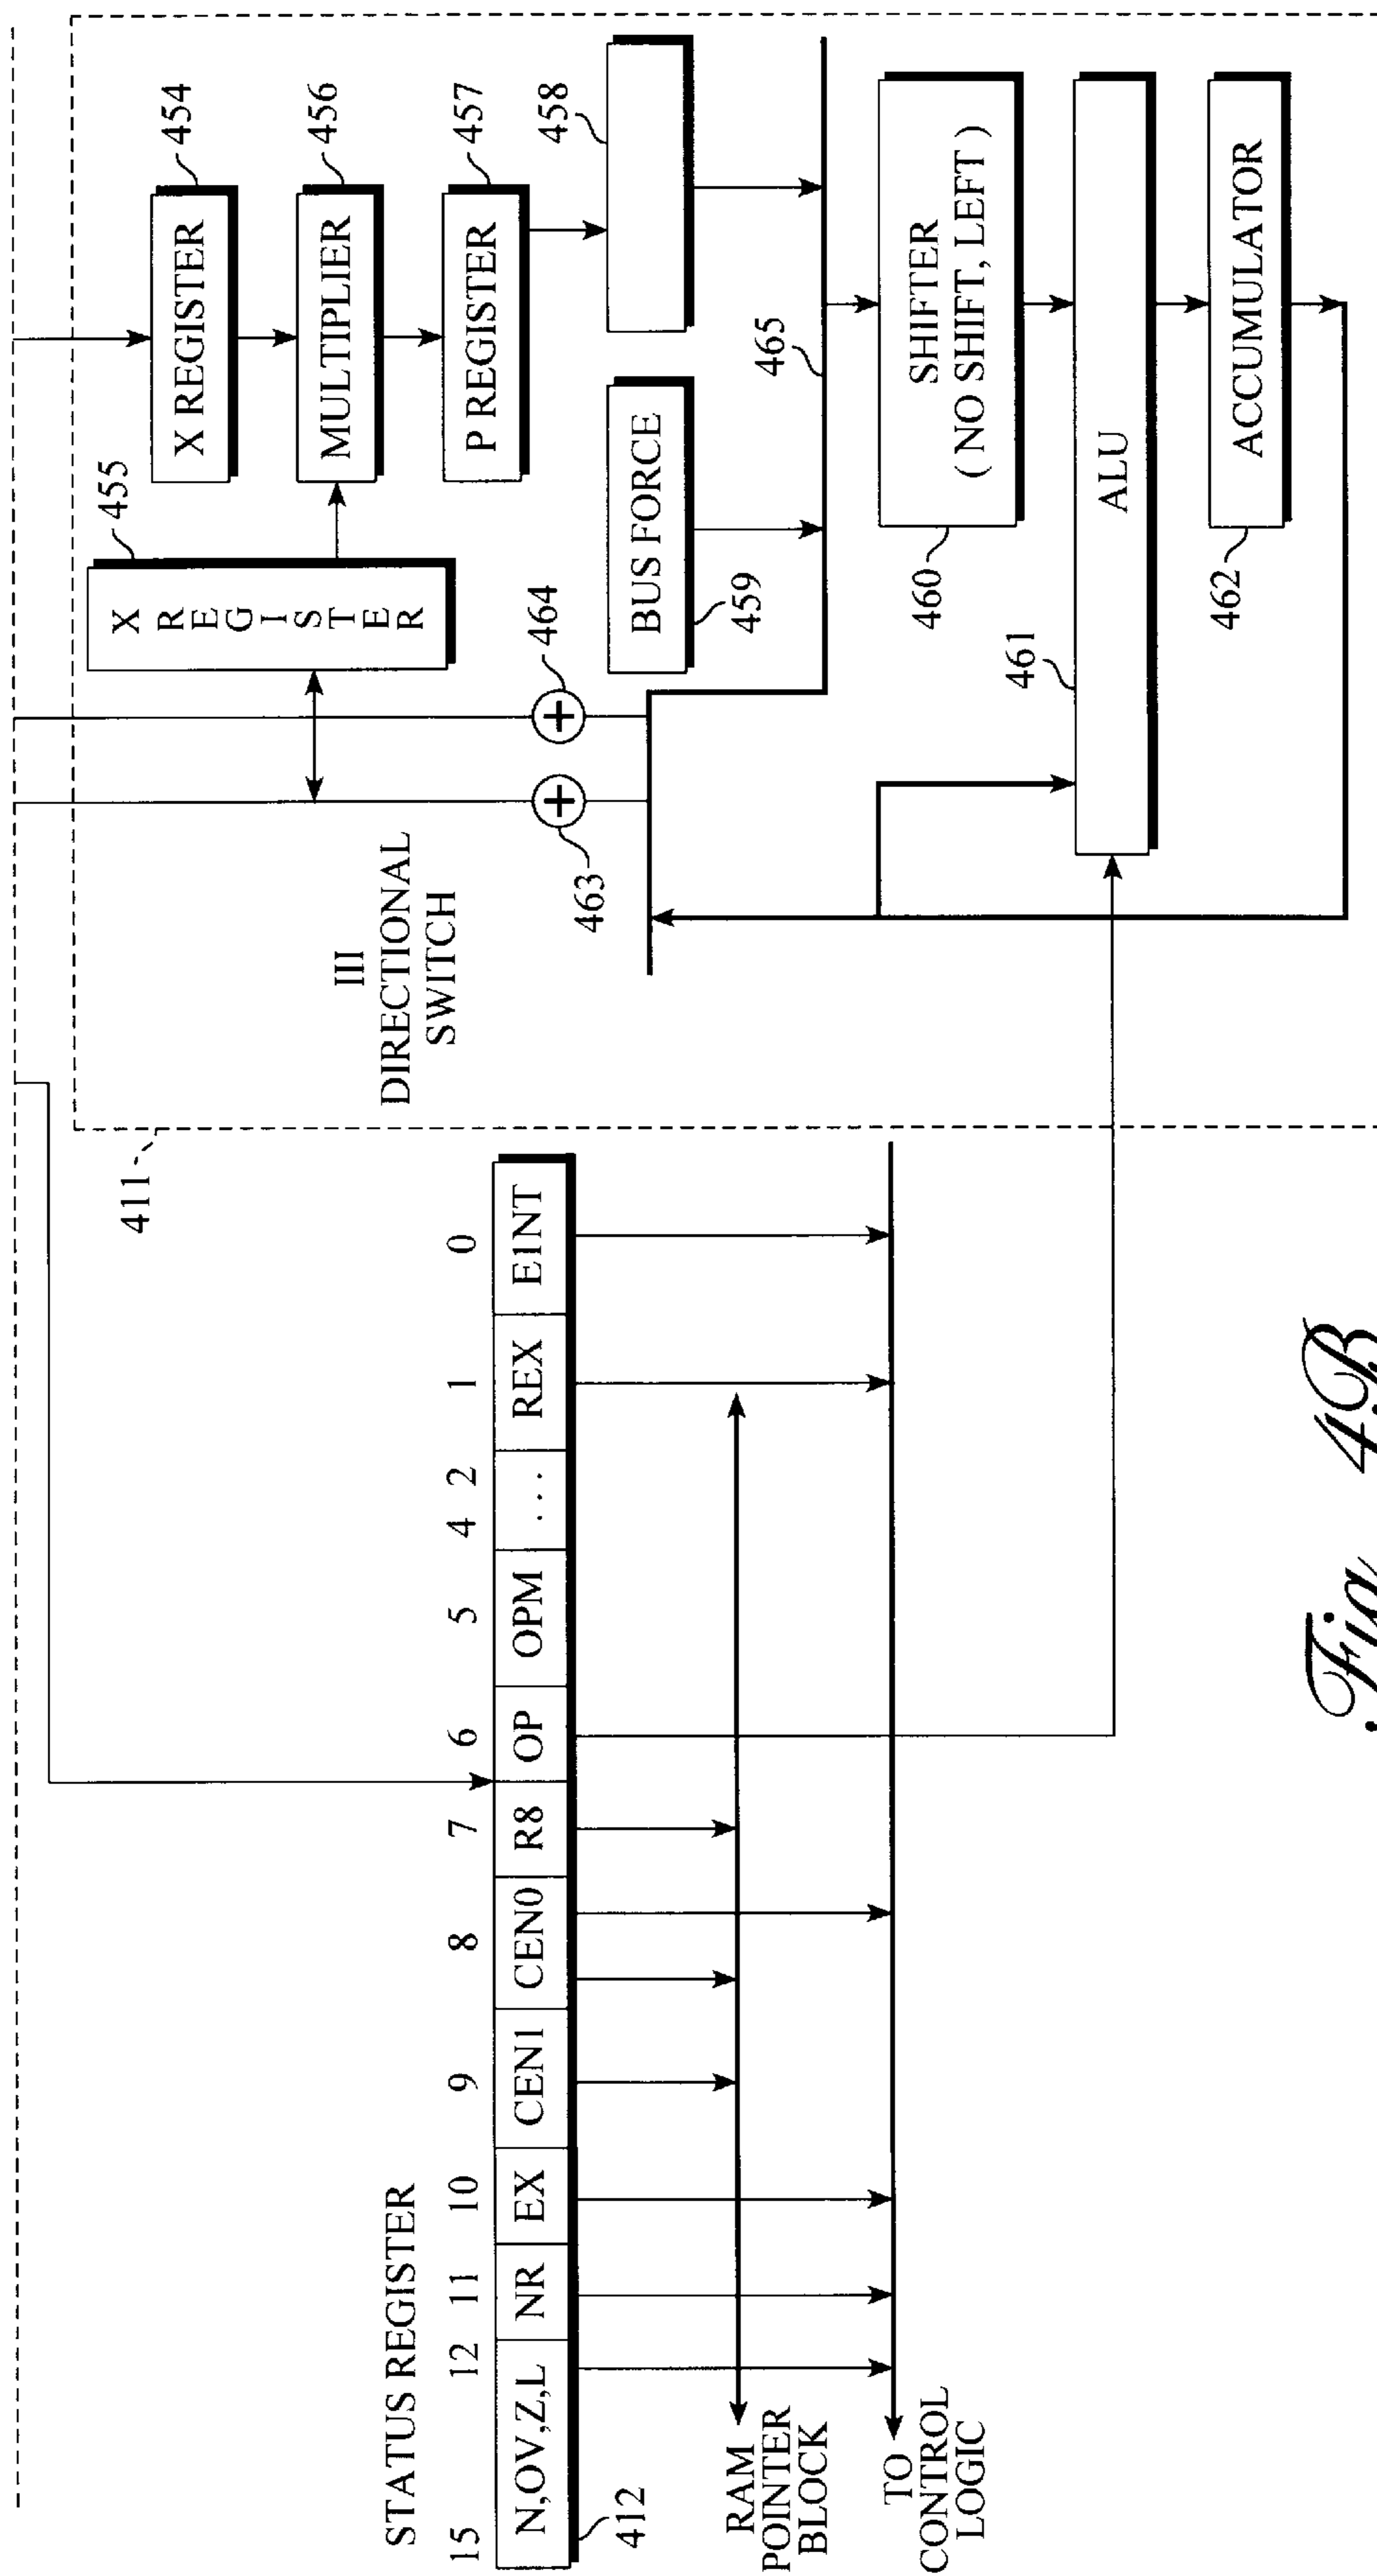 STATUS REGISTER
15
12
11
10
9
8
7
6
5
4
2
1
0
N,OV,Z,L
NR
EX
CEN1
CEN0
R8
OP
OPM
...
REX
E1NT
412
RAM
POINTER
BLOCK
TO
CONTROL
LOGIC
411
III
DIRECTIONAL
SWITCH
463
464
X
R
E
G
I
S
T
E
R
455
X REGISTER
454
MULTIPLIER
456
P REGISTER
457
458
BUS FORCE
459
465
SHIFTER
( NO SHIFT, LEFT )
460
ALU
461
ACCUMULATOR
462
Fig_4B